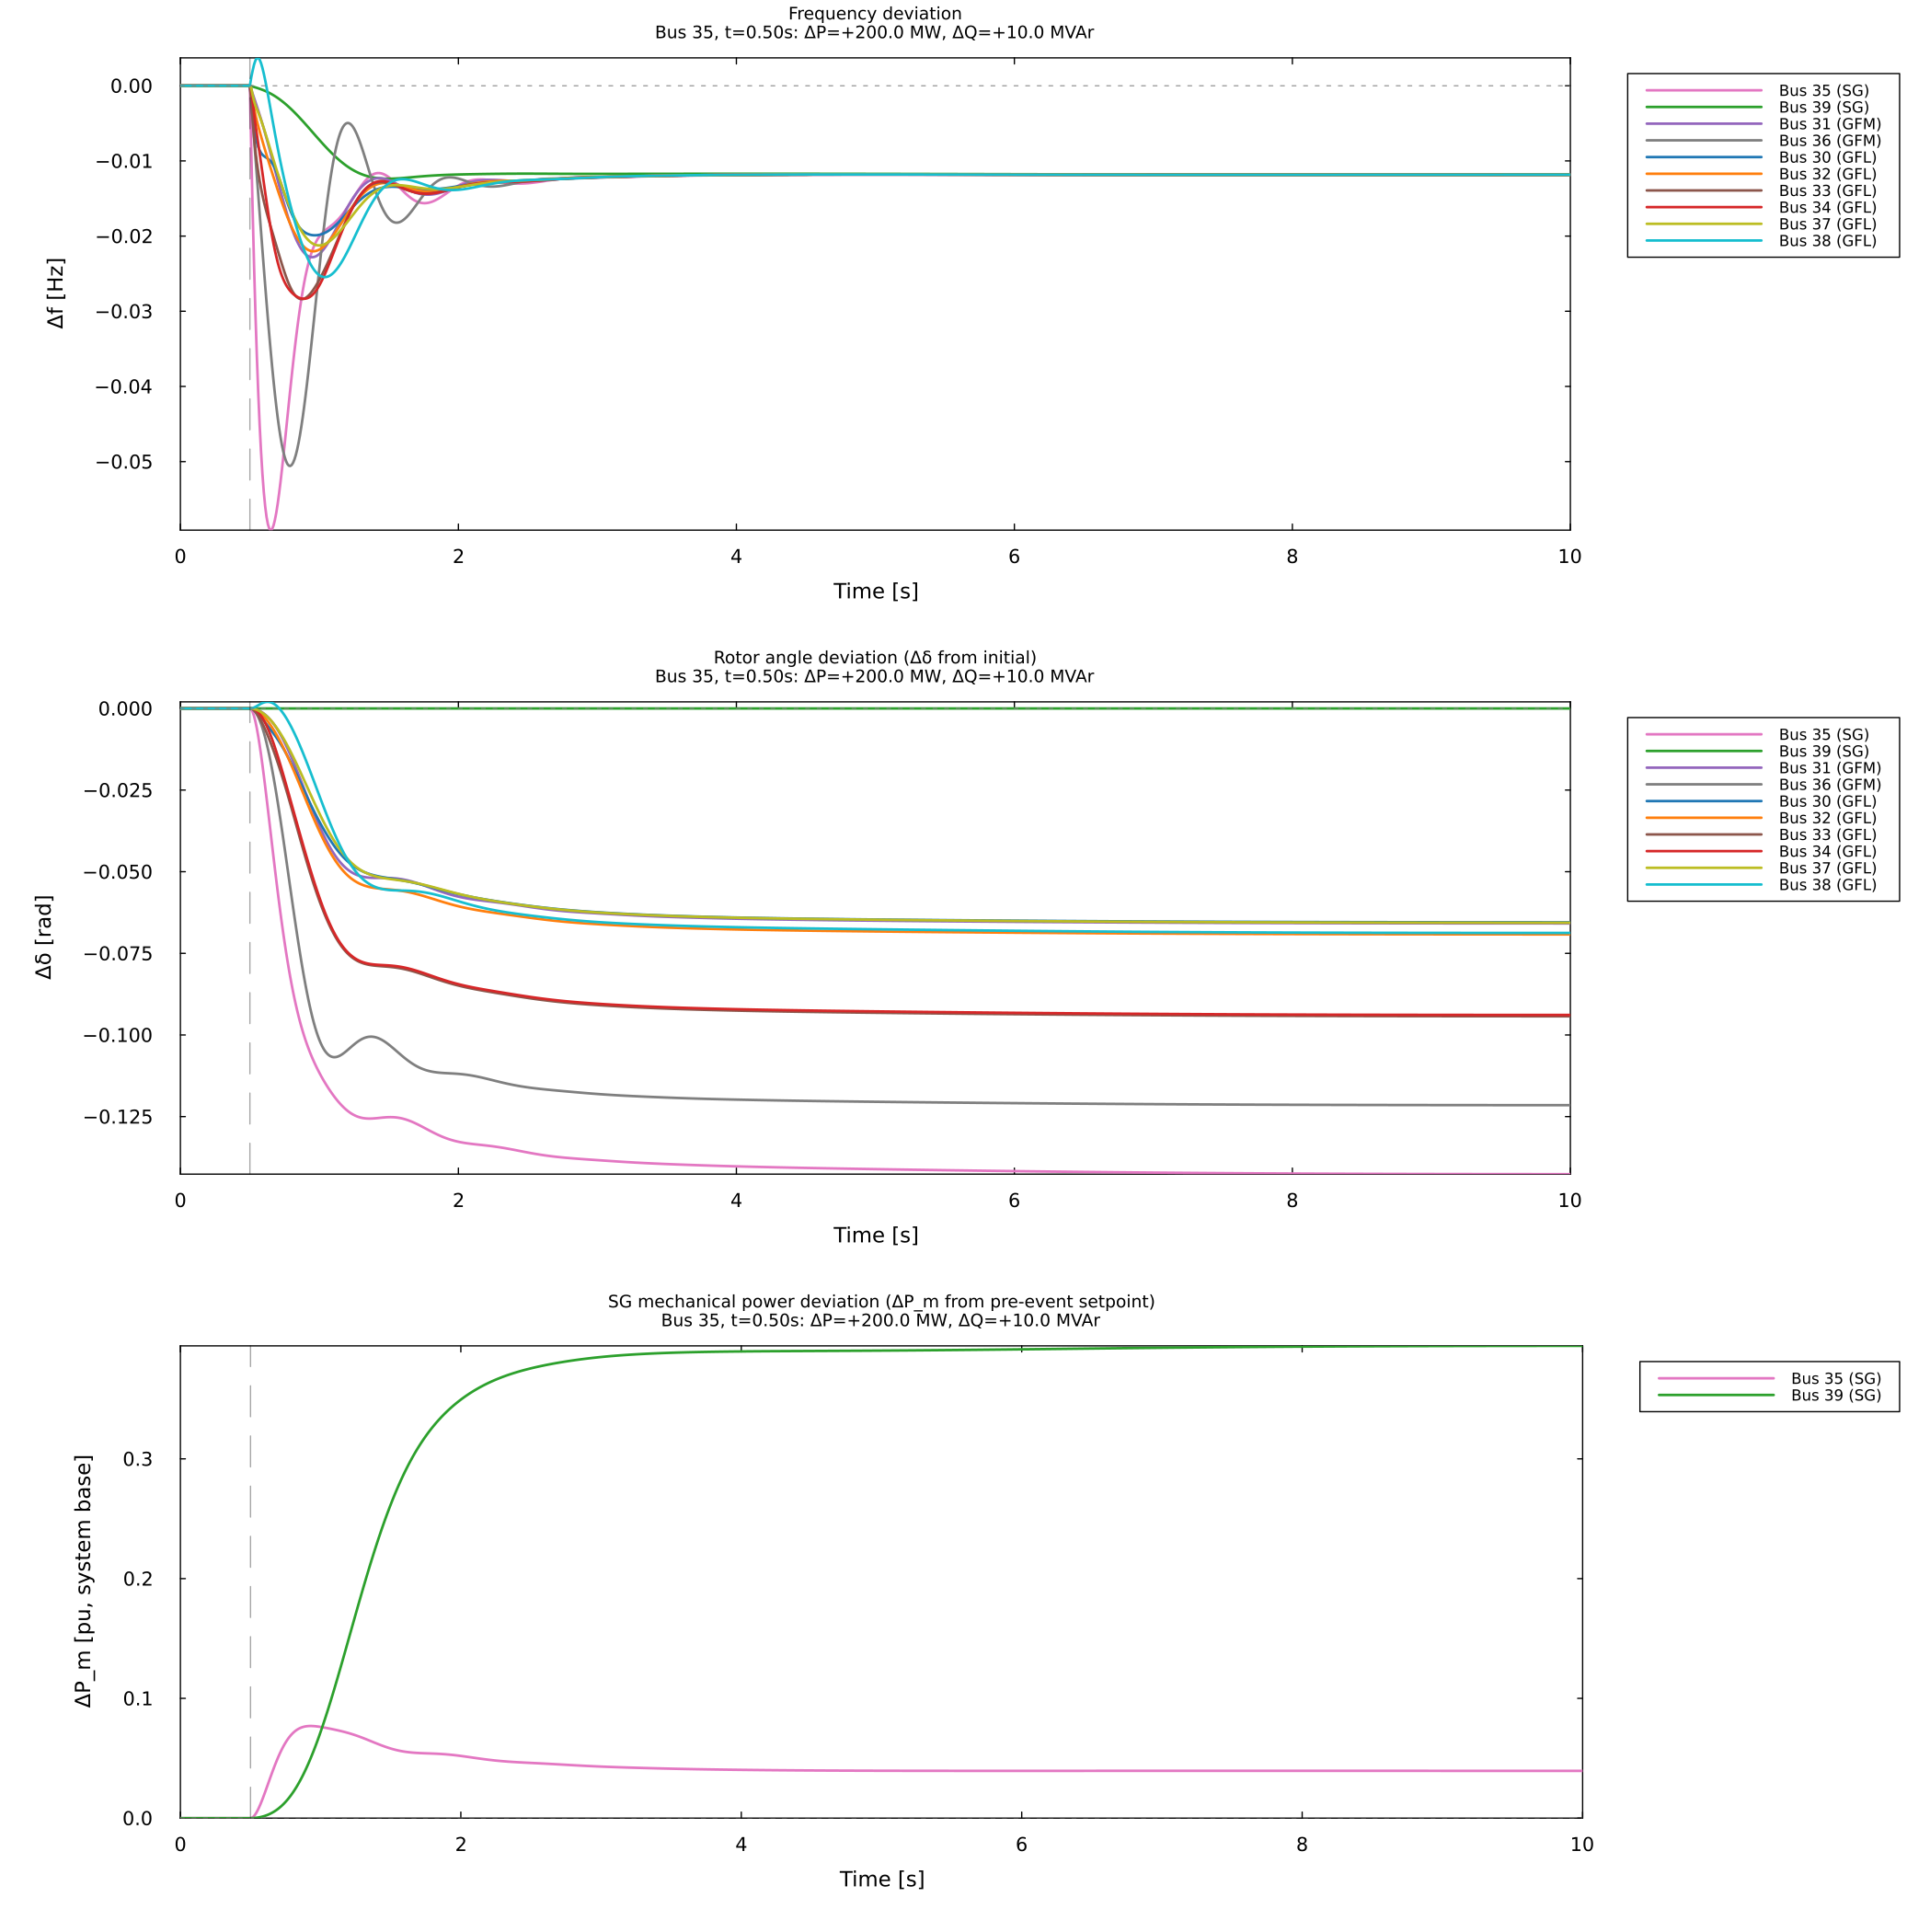 Frequency deviation
Bus 35, t=0.50s: ΔP=+200.0 MW, ΔQ=+10.0 MVAr
0.00
−0.01
−0.02
−0.03
−0.04
−0.05
Δf [Hz]
0 2 4 6 8 10
Time [s]
Bus 35 (SG)
Bus 39 (SG)
Bus 31 (GFM)
Bus 36 (GFM)
Bus 30 (GFL)
Bus 32 (GFL)
Bus 33 (GFL)
Bus 34 (GFL)
Bus 37 (GFL)
Bus 38 (GFL)
Rotor angle deviation (Δδ from initial)
Bus 35, t=0.50s: ΔP=+200.0 MW, ΔQ=+10.0 MVAr
0.000
−0.025
−0.050
−0.075
−0.100
−0.125
Δδ [rad]
0 2 4 6 8 10
Time [s]
Bus 35 (SG)
Bus 39 (SG)
Bus 31 (GFM)
Bus 36 (GFM)
Bus 30 (GFL)
Bus 32 (GFL)
Bus 33 (GFL)
Bus 34 (GFL)
Bus 37 (GFL)
Bus 38 (GFL)
SG mechanical power deviation (ΔP_m from pre-event setpoint)
Bus 35, t=0.50s: ΔP=+200.0 MW, ΔQ=+10.0 MVAr
0.3
0.2
0.1
0.0
ΔP_m [pu, system base]
0 2 4 6 8 10
Time [s]
Bus 35 (SG)
Bus 39 (SG)